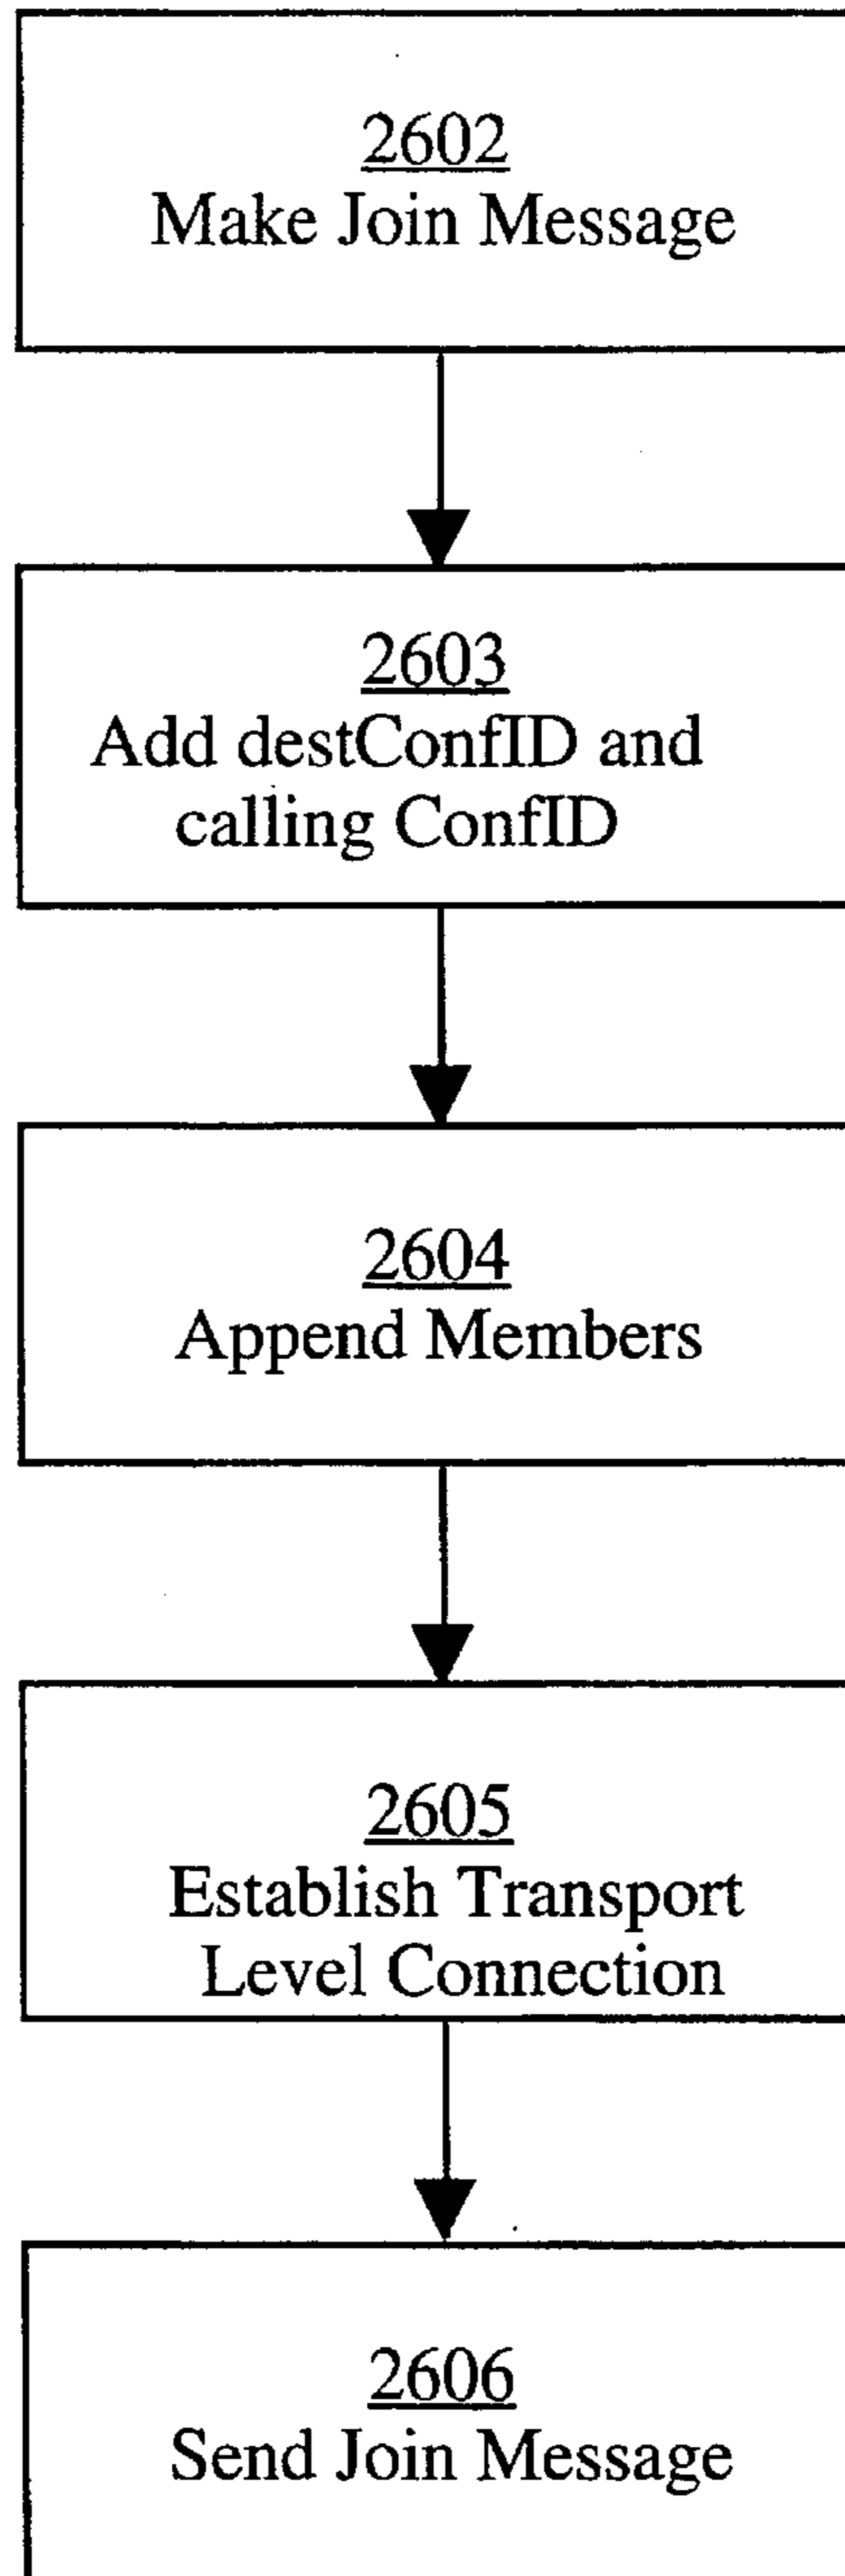 2602
Make Join Message
2603
Add destConfID and
calling ConfID
2604
Append Members
2605
Establish Transport
Level Connection
2606
Send Join Message